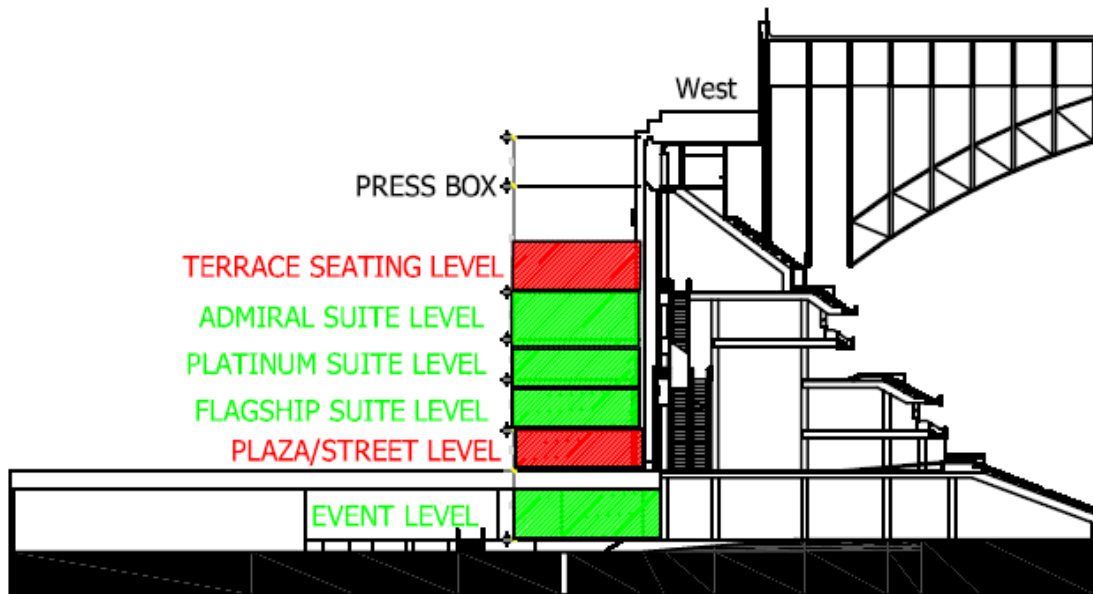 West
PRESS BOX
TERRACE SEATING LEVEL
ADMIRAL SUITE LEVEL
PLATINUM SUITE LEVEL
FLAGSHIP SUITE LEVEL
PLAZA/STREET LEVEL
EVENT LEVEL